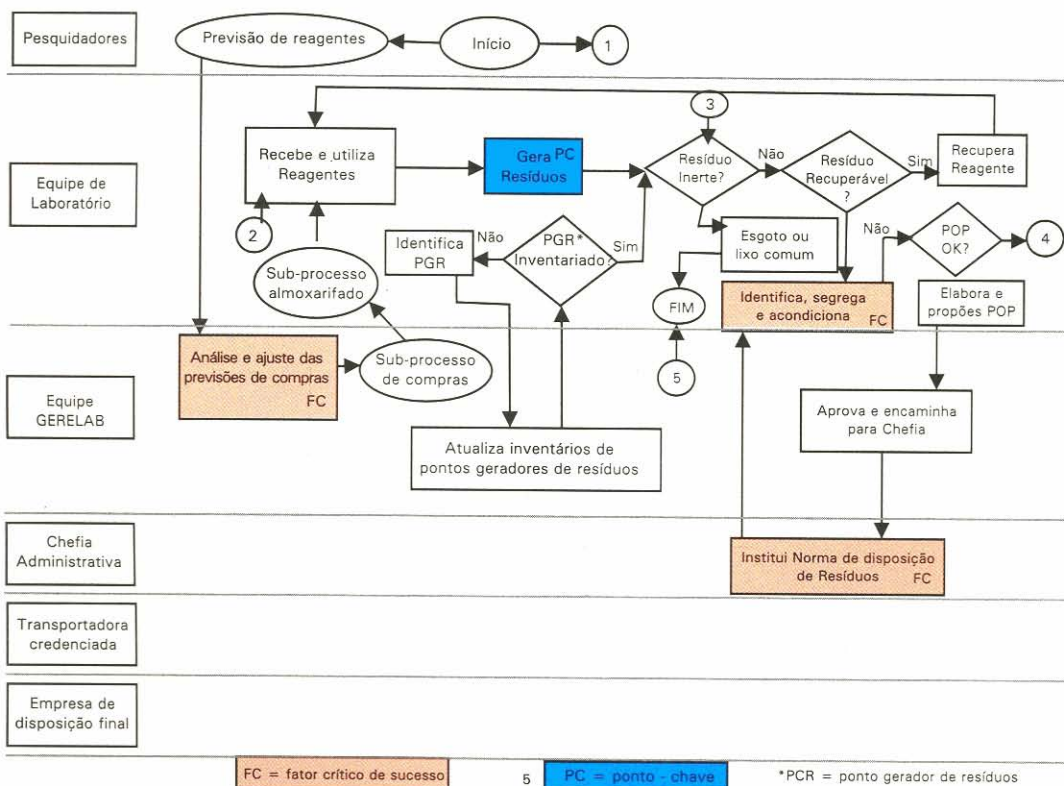 Pesquidadores
Previsão de reagentes
Início
1
Equipe de
Laboratório
Recebe e utiliza
Reagentes
2
Gera PC
Resíduos
3
Resíduo
Inerte?
Não
Resíduo
Recuperável
?
Sim
Recupera
Reagente
Identifica
PGR
Não
PGR*
Inventariado?
Sim
Esgoto ou
lixo comum
Não
POP
OK?
4
Sub-processo
almoxarifado
FIM
Identifica, segrega
e acondiciona
FC
Elabora e
propões POP
Equipe
GERELAB
Análise e ajuste das
previsões de compras
FC
Sub-processo
de compras
5
Atualiza inventários de
pontos geradores de resíduos
Aprova e encaminha
para Chefia
Chefia
Administrativa
Institui Norma de disposição
de Resíduos FC
Transportadora
credenciada
Empresa de
disposição final
FC = fator crítico de sucesso
5
PC = ponto - chave
*PCR = ponto gerador de resíduos